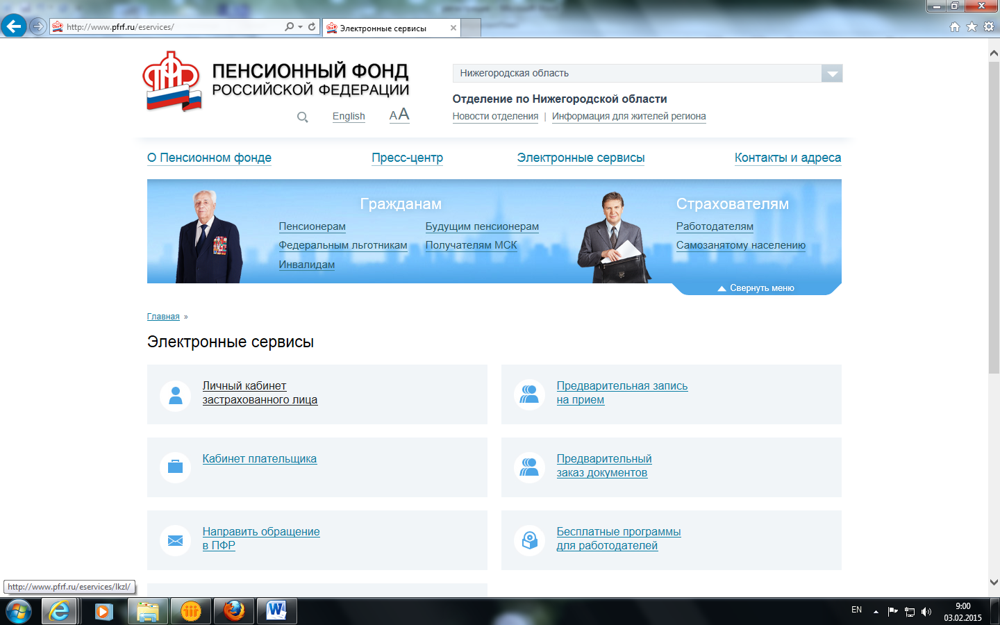 http://www.pfrf.ru/eservices/
Электронные сервисы
ПЕНСИОННЫЙ ФОНД
РОССИЙСКОЙ ФЕДЕРАЦИИ
English
AA
Нижегородская область
Отделение по Нижегородской области
Новости отделения | Информация для жителей региона
О Пенсионном фонде
Пресс-центр
Электронные сервисы
Контакты и адреса
Гражданам
Пенсионерам
Будущим пенсионерам
Федеральным льготникам
Получателям МСК
Инвалидам
Страхователям
Работодателям
Самозанятому населению
Свернуть меню
Главная »
Электронные сервисы
Личный кабинет
застрахованного лица
Предварительная запись
на прием
Кабинет плательщика
Предварительный
заказ документов
Направить обращение
в ПФР
Бесплатные программы
для работодателей
http://www.pfrf.ru/eservices/lkzl/
EN
9:00
03.02.2015